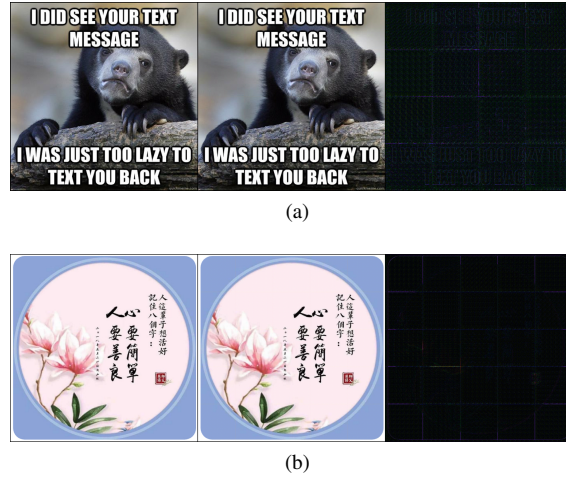 I DID SEE YOUR TEXT
MESSAGE
I WAS JUST TOO LAZY TO
TEXT YOU BACK
I DID SEE YOUR TEXT
MESSAGE
I WAS JUST TOO LAZY TO
TEXT YOU BACK
(a)
人這輩子想活好
記住八個字：
心要簡單
人要善良
人這輩子想活好
記住八個字：
心要簡單
人要善良
(b)